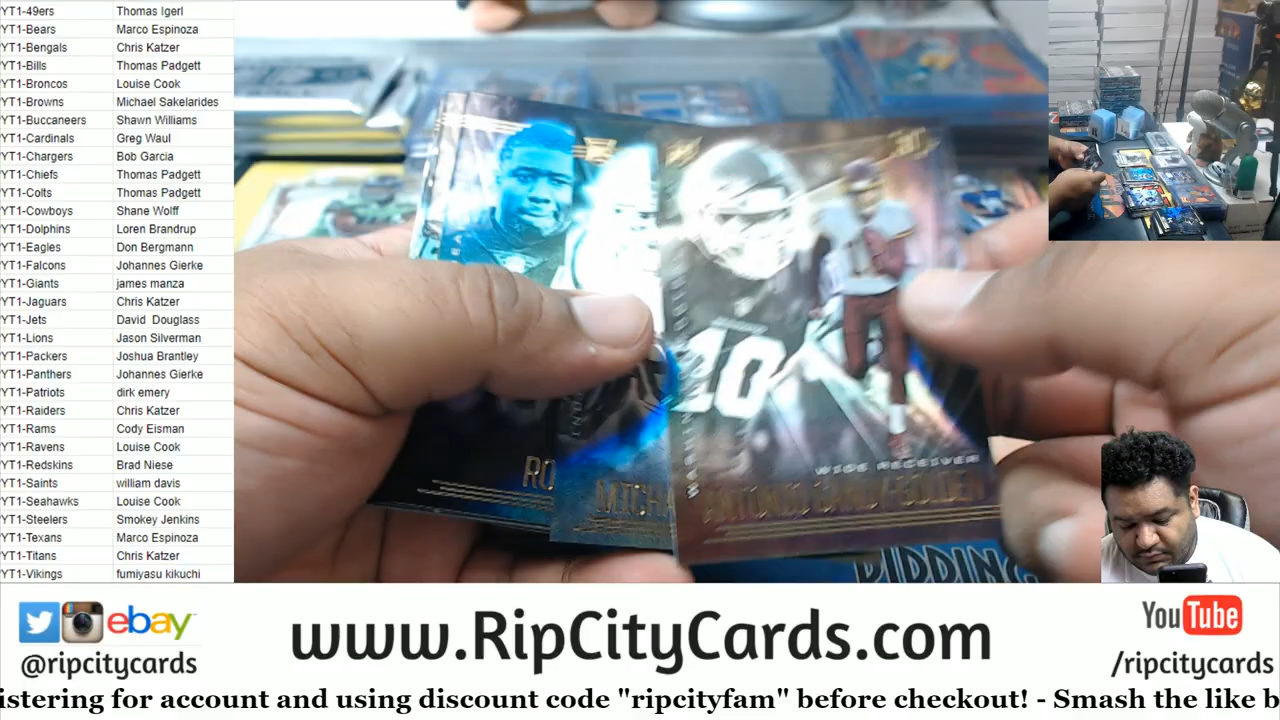 YT1-49ers Thomas Igerl
YT1-Bears Marco Espinoza
YT1-Bengals Chris Katzer
YT1-Bills Thomas Padgett
YT1-Broncos Louise Cook
YT1-Browns Michael Sakelarides
YT1-Buccaneers Shawn Williams
YT1-Cardinals Greg Waul
YT1-Chargers Bob Garcia
YT1-Chiefs Thomas Padgett
YT1-Colts Thomas Padgett
YT1-Cowboys Shane Wolff
YT1-Dolphins Loren Brandrup
YT1-Eagles Don Bergmann
YT1-Falcons Johannes Gierke
YT1-Giants james manza
YT1-Jaguars Chris Katzer
YT1-Jets David Douglass
YT1-Lions Jason Silverman
YT1-Packers Joshua Brantley
YT1-Panthers Johannes Gierke
YT1-Patriots dirk emery
YT1-Raiders Chris Katzer
YT1-Rams Cody Eisman
YT1-Ravens Louise Cook
YT1-Redskins Brad Niese
YT1-Saints william davis
YT1-Seahawks Louise Cook
YT1-Steelers Smokey Jenkins
YT1-Texans Marco Espinoza
YT1-Titans Chris Katzer
YT1-Vikings fumiyasu kikuchi
10
WIDE RECEIVER
RO
MICHA
ebay
@ripcitycards
www.RipCityCards.com
YouTube
/ripcitycards
istering for account and using discount code "ripcityfam" before checkout! - Smash the like b